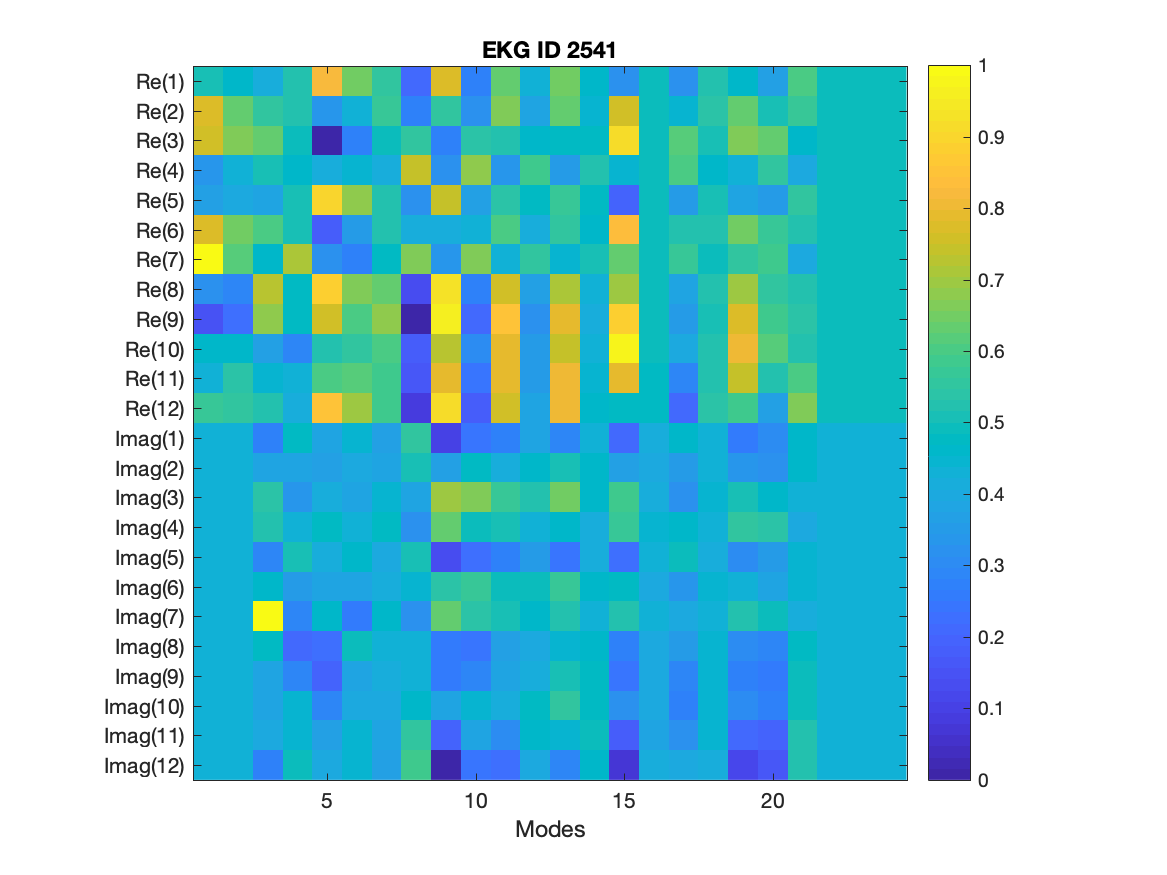 EKG ID 2541
Re(1)
Re(2)
Re(3)
Re(4)
Re(5)
Re(6)
Re(7)
Re(8)
Re(9)
Re(10)
Re(11)
Re(12)
Imag(1)
Imag(2)
Imag(3)
Imag(4)
Imag(5)
Imag(6)
Imag(7)
Imag(8)
Imag(9)
Imag(10)
Imag(11)
Imag(12)
5 10 15 20
Modes
1
0.9
0.8
0.7
0.6
0.5
0.4
0.3
0.2
0.1
0